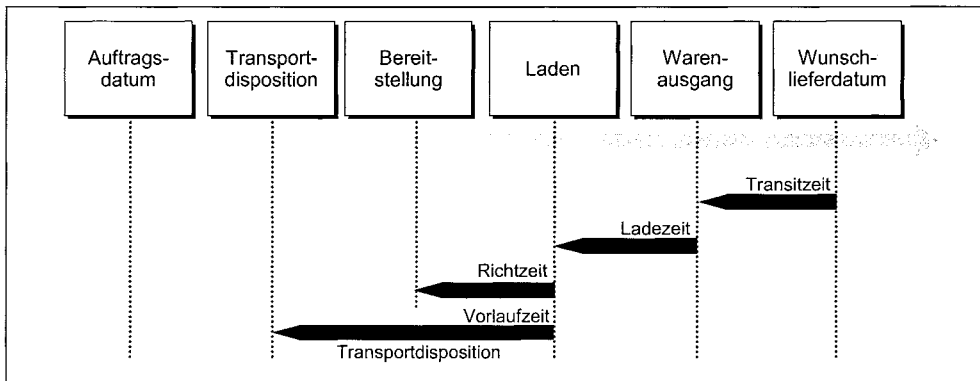 Auftrags-
datum
Transport-
disposition
Bereit-
stellung
Laden
Waren-
ausgang
Wunsch-
lieferdatum
Transitzeit
Ladezeit
Richtzeit
Vorlaufzeit
Transportdisposition